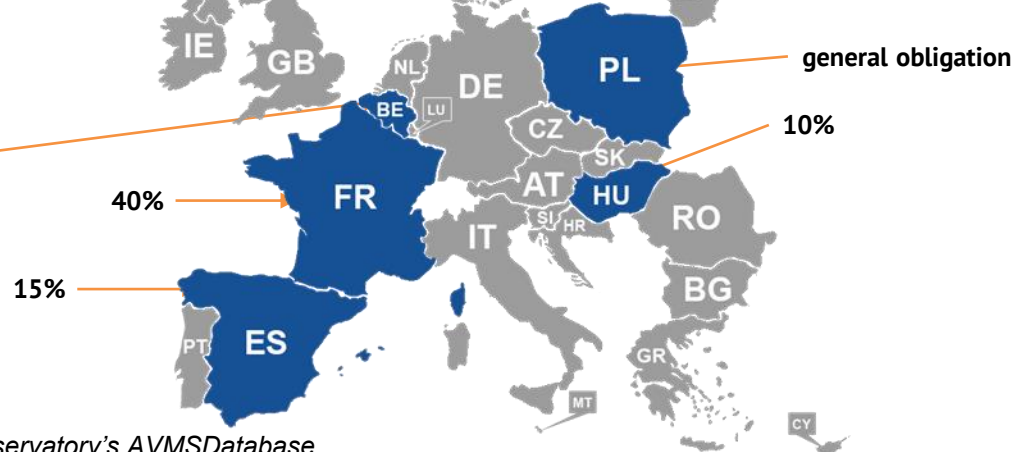 IE
GB
NL
DE
PL
general obligation
BE
LU
CZ
10%
SK
40%
FR
AT
HU
SI
HR
RO
IT
15%
BG
PT
ES
GR
MT
CY
servatory's AVMSDatabase